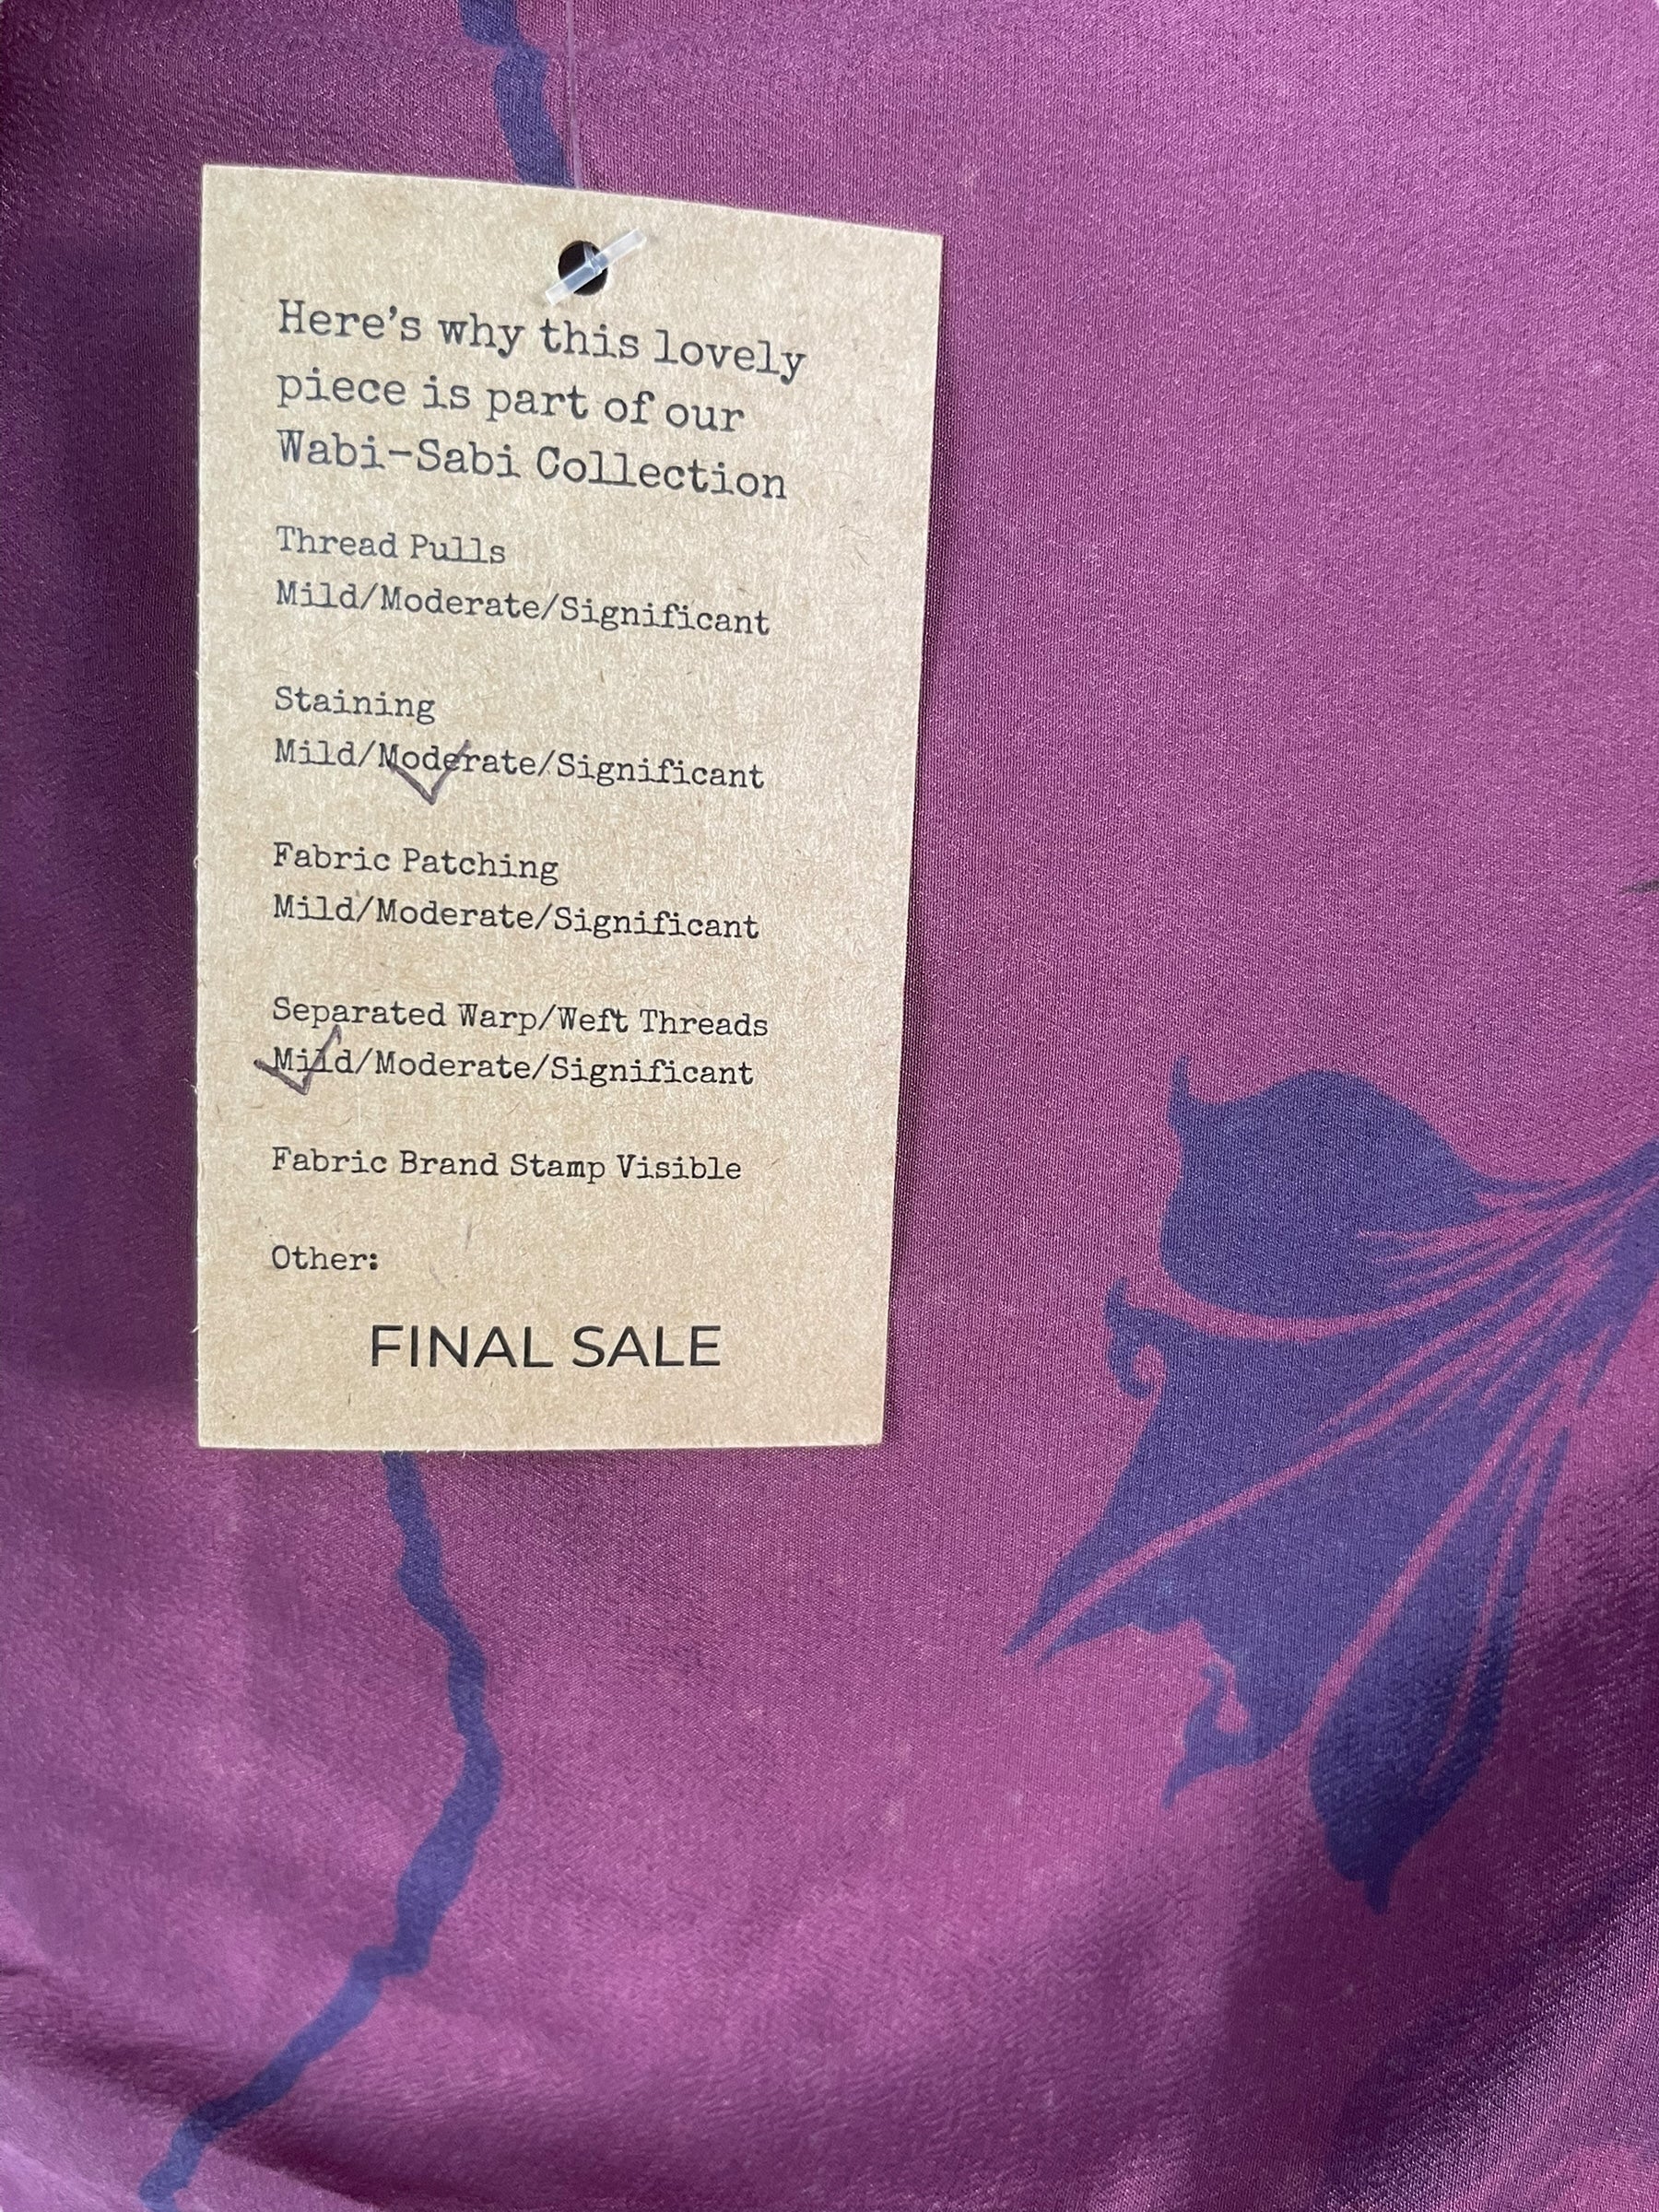 Here's why this lovely
piece is part of our
Wabi-Sabi Collection
Thread Pulls
Mild/Moderate/Significant
Staining
Mild/Moderate/Significant
Fabric Patching
Mild/Moderate/Significant
Separated Warp/Weft Threads
Mild/Moderate/Significant
Fabric Brand Stamp Visible
Other:
FINAL SALE